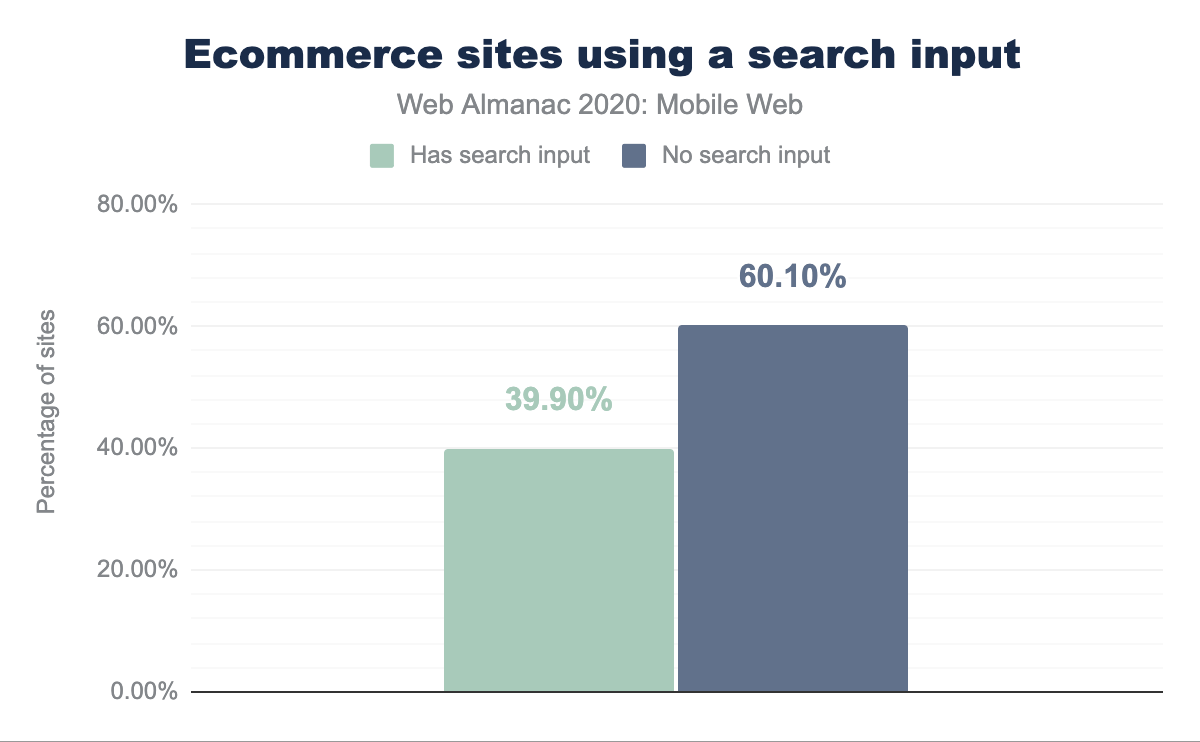 Ecommerce sites using a search input
Web Almanac 2020: Mobile Web
Has search input
No search input
80.00%
60.00%
40.00%
20.00%
0.00%
Percentage of sites
39.90%
60.10%